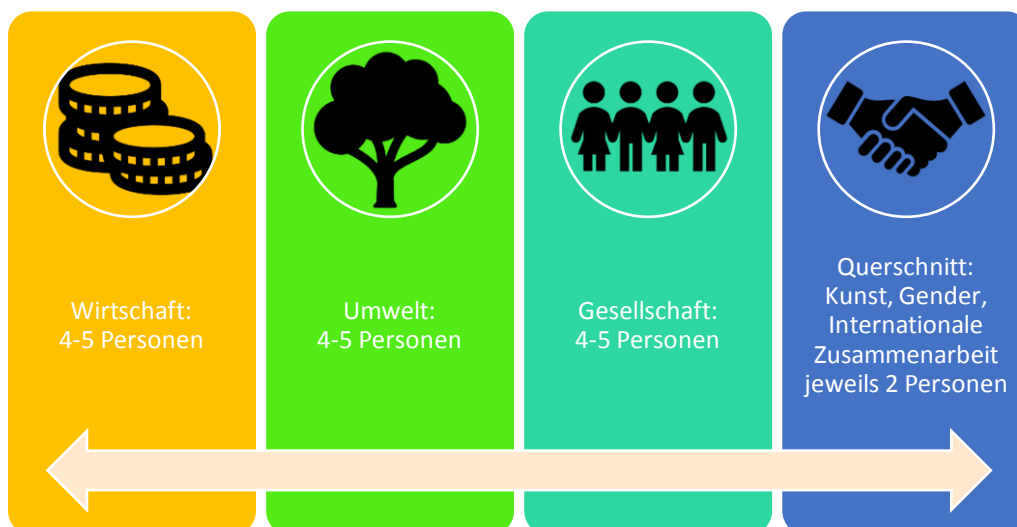 Wirtschaft:
4-5 Personen
Umwelt:
4-5 Personen
Gesellschaft:
4-5 Personen
Querschnitt:
Kunst, Gender,
Internationale
Zusammenarbeit
jeweils 2 Personen